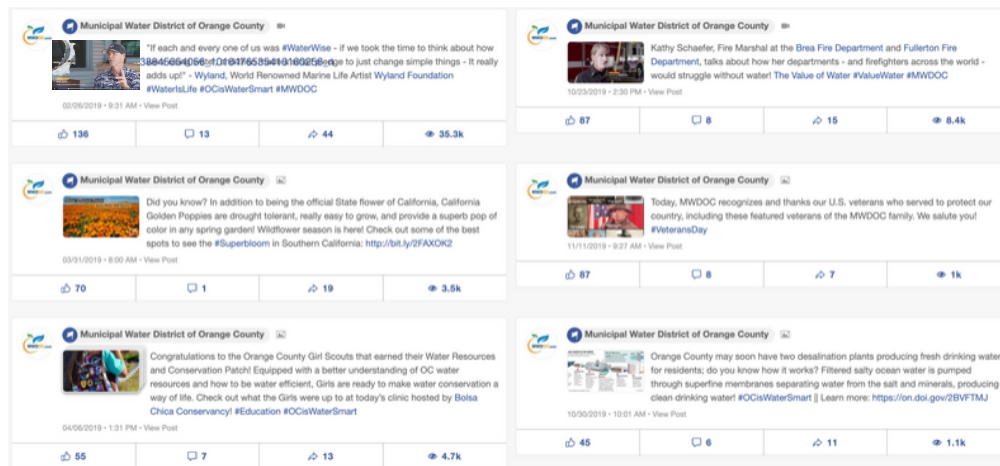 Municipal Water District of Orange County
"If each and every one of us was #WaterWise - if we took the time to think about how
to just change simple things - It really
adds up!" - Wyland, World Renowned Marine Life Artist Wyland Foundation
#WaterIsLife #OCisWaterSmart #MWDOC
02/26/2019 • 9:31 AM • View Post
136 13 44 35.3k
Municipal Water District of Orange County
Kathy Schaefer, Fire Marshal at the Brea Fire Department and Fullerton Fire
Department, talks about how her departments - and firefighters across the world -
would struggle without water! The Value of Water #ValueWater #MWDOC
10/23/2019 • 2:30 PM • View Post
87 8 15 8.4k
Municipal Water District of Orange County
Did you know? In addition to being the official State flower of California, California
Golden Poppies are drought tolerant, really easy to grow, and provide a superb pop of
color in any spring garden! Wildflower season is here! Check out some of the best
spots to see the #Superbloom in Southern California: http://bit.ly/2FAXOK2
03/31/2019 • 8:00 AM • View Post
70 1 19 3.5k
Municipal Water District of Orange County
Today, MWDOC recognizes and thanks our U.S. veterans who served to protect our
country, including these featured veterans of the MWDOC family. We salute you!
#VeteransDay
11/11/2019 • 9:27 AM • View Post
87 8 7 1k
Municipal Water District of Orange County
Congratulations to the Orange County Girl Scouts that earned their Water Resources
and Conservation Patch! Equipped with a better understanding of OC water
resources and how to be water efficient, Girls are ready to make water conservation a
way of life. Check out what the Girls were up to at today's clinic hosted by Bolsa
Chica Conservancy! #Education #OCisWaterSmart
04/06/2019 • 1:31 PM • View Post
55 7 13 4.7k
Municipal Water District of Orange County
Orange County may soon have two desalination plants producing fresh drinking water
for residents; do you know how it works? Filtered salty ocean water is pumped
through superfine membranes separating water from the salt and minerals, producing
clean drinking water! #OCisWaterSmart || Learn more: https://on.doi.gov/2BVFTMJ
10/30/2019 • 10:01 AM • View Post
45 6 11 1.1k